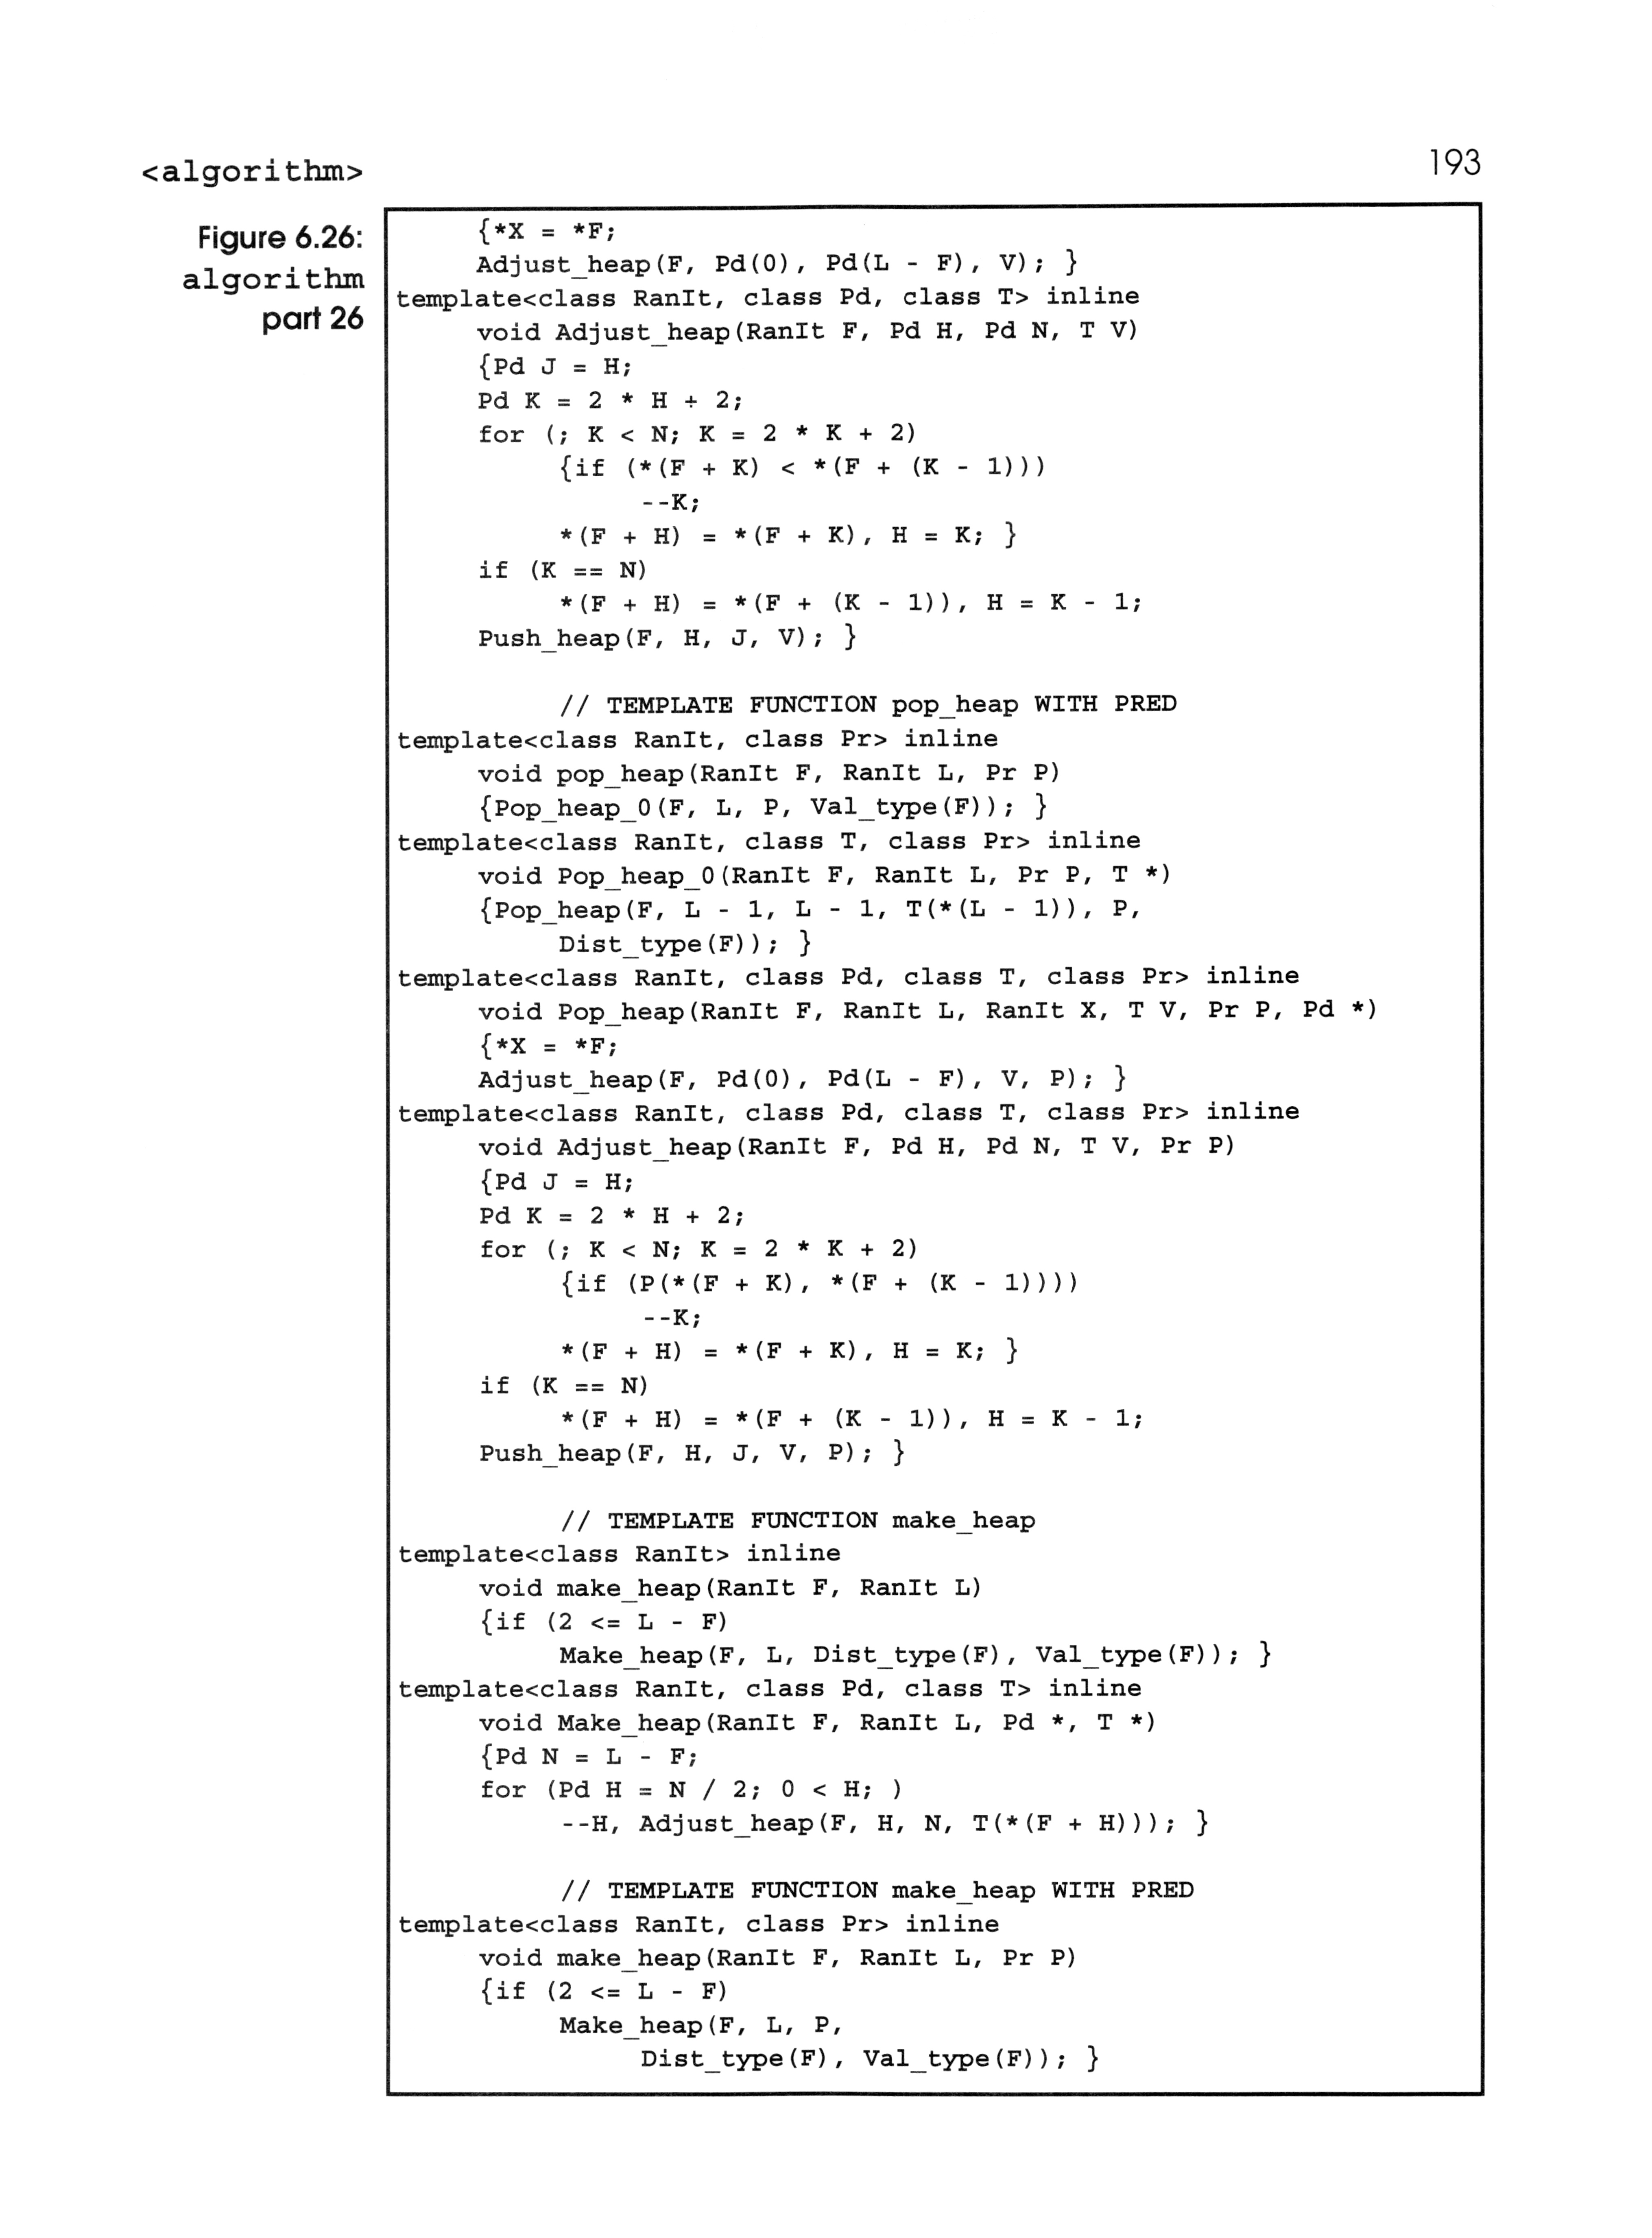 <algorithm>
193
Figure 6.26:
algorithm
part 26
{*X = *F;
Adjust_heap(F, Pd(0), Pd(L - F), V); }
template<class RanIt, class Pd, class T> inline
void Adjust_heap(RanIt F, Pd H, Pd N, T V)
{Pd J = H;
Pd K = 2 * H + 2;
for (; K < N; K = 2 * K + 2)
{if (*(F + K) < *(F + (K - 1)))
--K;
*(F + H) = *(F + K), H = K; }
if (K == N)
*(F + H) = *(F + (K - 1)), H = K - 1;
Push_heap(F, H, J, V); }
// TEMPLATE FUNCTION pop_heap WITH PRED
template<class RanIt, class Pr> inline
void pop_heap(RanIt F, RanIt L, Pr P)
{Pop_heap_0(F, L, P, Val_type(F)); }
template<class RanIt, class T, class Pr> inline
void Pop_heap_0(RanIt F, RanIt L, Pr P, T *)
{Pop_heap(F, L - 1, L - 1, T(*(L - 1)), P,
Dist_type(F)); }
template<class RanIt, class Pd, class T, class Pr> inline
void Pop_heap(RanIt F, RanIt L, RanIt X, T V, Pr P, Pd *)
{*X = *F;
Adjust_heap(F, Pd(0), Pd(L - F), V, P); }
template<class RanIt, class Pd, class T, class Pr> inline
void Adjust_heap(RanIt F, Pd H, Pd N, T V, Pr P)
{Pd J = H;
Pd K = 2 * H + 2;
for (; K < N; K = 2 * K + 2)
{if (P(*(F + K), *(F + (K - 1))))
--K;
*(F + H) = *(F + K), H = K; }
if (K == N)
*(F + H) = *(F + (K - 1)), H = K - 1;
Push_heap(F, H, J, V, P); }
// TEMPLATE FUNCTION make_heap
template<class RanIt> inline
void make_heap(RanIt F, RanIt L)
{if (2 <= L - F)
Make_heap(F, L, Dist_type(F), Val_type(F)); }
template<class RanIt, class Pd, class T> inline
void Make_heap(RanIt F, RanIt L, Pd *, T *)
{Pd N = L - F;
for (Pd H = N / 2; 0 < H; )
--H, Adjust_heap(F, H, N, T(*(F + H))); }
// TEMPLATE FUNCTION make_heap WITH PRED
template<class RanIt, class Pr> inline
void make_heap(RanIt F, RanIt L, Pr P)
{if (2 <= L - F)
Make_heap(F, L, P,
Dist_type(F), Val_type(F)); }